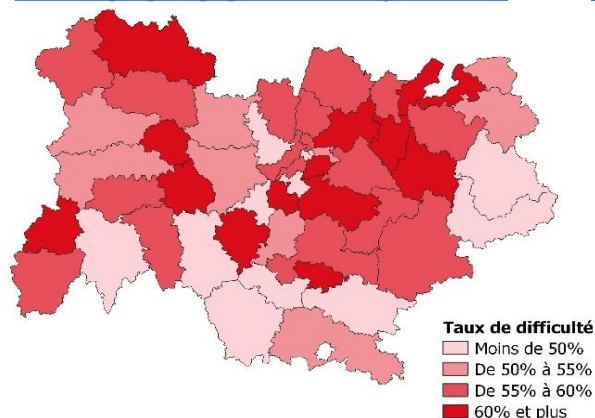 Taux de difficulté
Moins de 50%
De 50% à 55%
De 55% à 60%
60% et plus